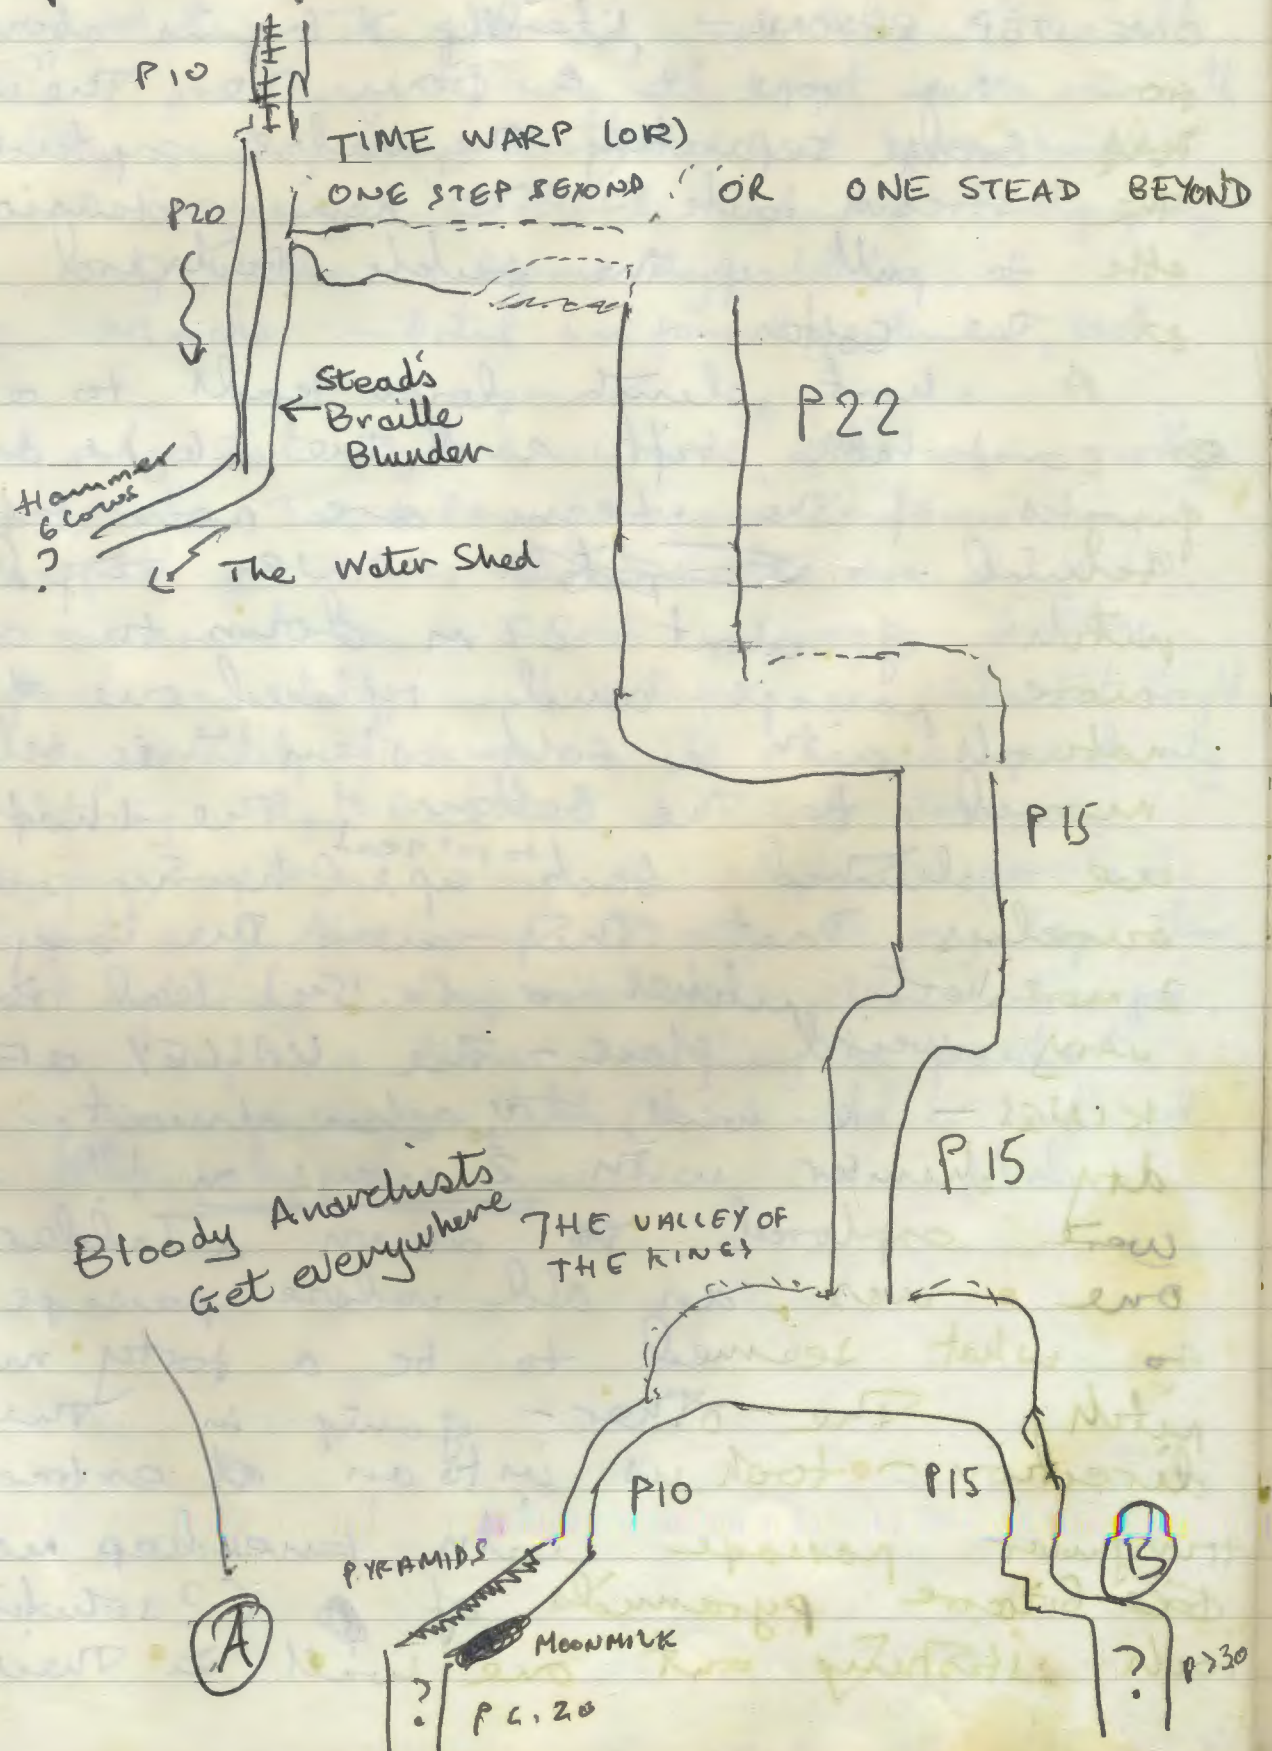 P10
TIME WARP (OR)
ONE STEP BEYOND! OR ONE STEAD BEYOND
P20
Stead's
Braille
Blunder
P22
Hammer
& Cows
?
The Water Shed
P15
P15
Bloody Anarchists
Get everywhere
THE VALLEY OF
THE KINGS
P10
P15
PYRAMIDS
B
A
MOONMILK
?
P C. 20
?
P>30